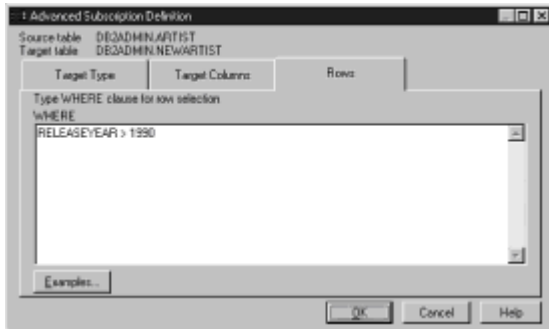 Advanced Subscription Definition
Source table DB2ADMIN.ARTIST
Target table DB2ADMIN.NEWARTIST
Target Type Target Columns Rows
Type WHERE clause for row selection
WHERE
RELEASEYEAR > 1990
Examples...
OK Cancel Help